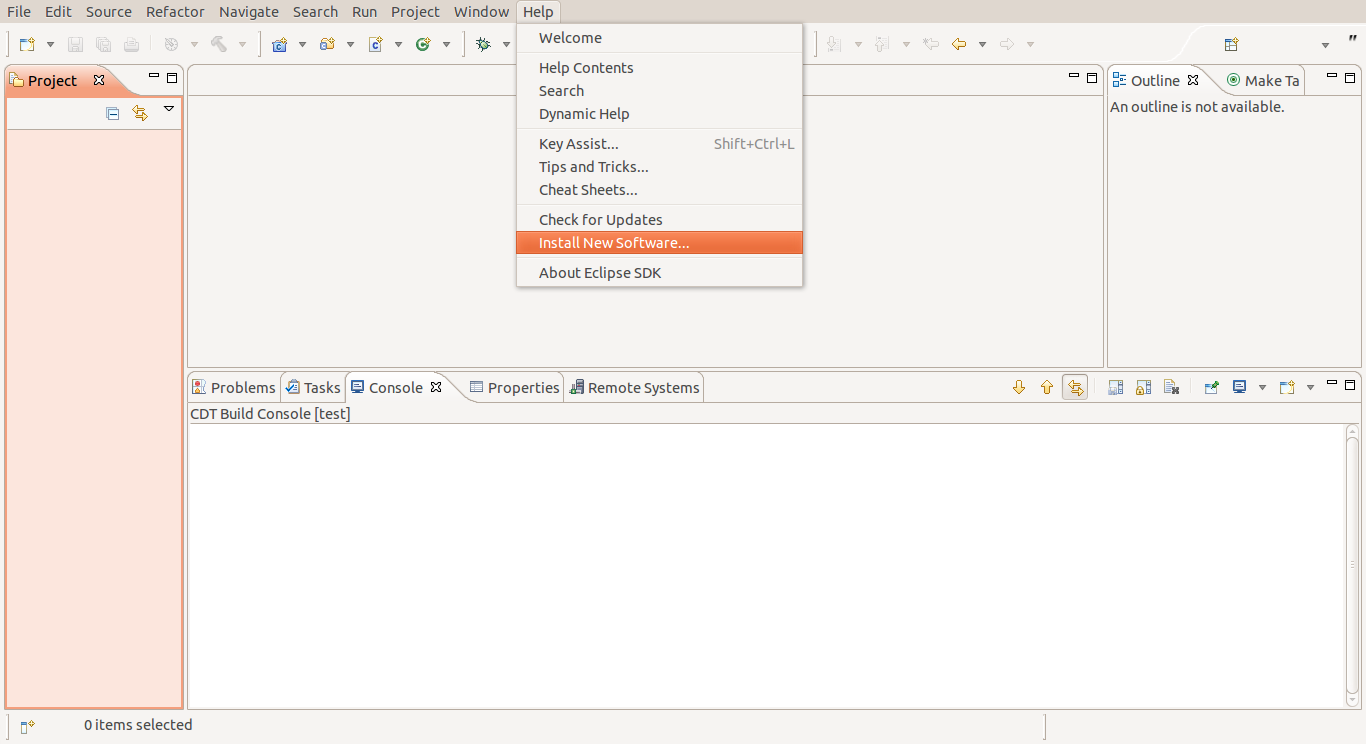 File Edit Source Refactor Navigate Search Run Project Window Help
Welcome
Help Contents
Search
Dynamic Help
Key Assist... Shift+Ctrl+L
Tips and Tricks...
Cheat Sheets...
Check for Updates
Install New Software...
About Eclipse SDK
Project
Outline Make Ta
An outline is not available.
Problems Tasks Console Properties Remote Systems
CDT Build Console [test]
0 items selected